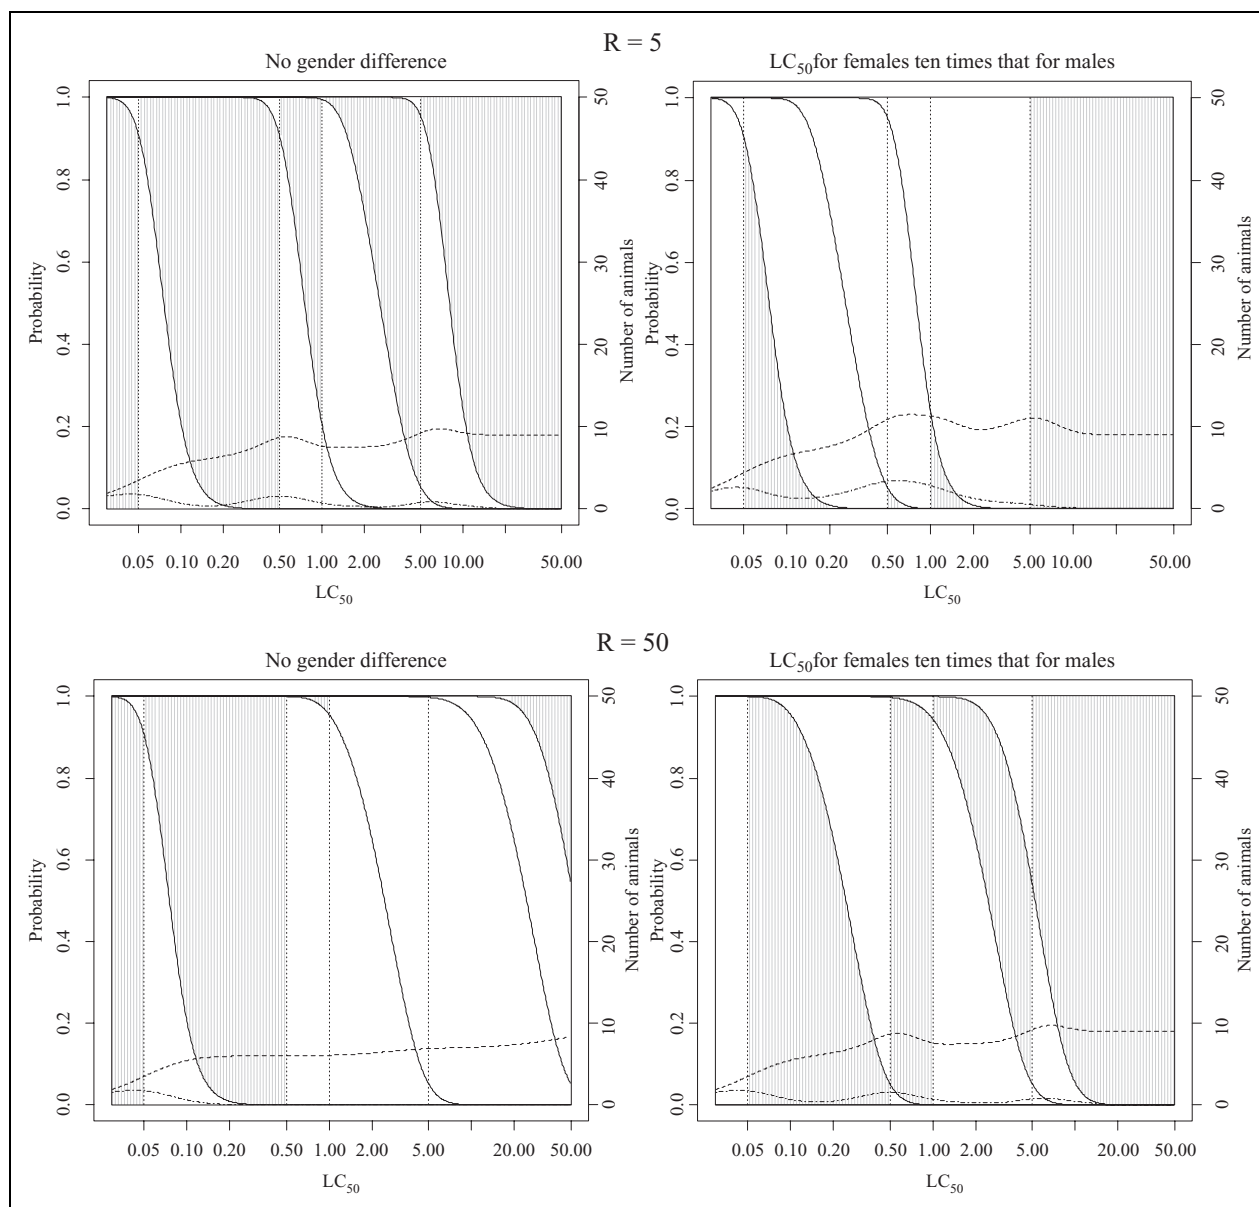 R = 5
No gender difference
LC50 for females ten times that for males
Probability
0.0 0.2 0.4 0.6 0.8 1.0
Number of animals
0 10 20 30 40 50
0.05 0.10 0.20 0.50 1.00 2.00 5.00 10.00 50.00
LC50
Probability
0.0 0.2 0.4 0.6 0.8 1.0
Number of animals
0 10 20 30 40 50
0.05 0.10 0.20 0.50 1.00 2.00 5.00 10.00 50.00
LC50
R = 50
No gender difference
LC50 for females ten times that for males
Probability
0.0 0.2 0.4 0.6 0.8 1.0
Number of animals
0 10 20 30 40 50
0.05 0.10 0.20 0.50 1.00 2.00 5.00 20.00 50.00
LC50
Probability
0.0 0.2 0.4 0.6 0.8 1.0
Number of animals
0 10 20 30 40 50
0.05 0.10 0.20 0.50 1.00 2.00 5.00 20.00 50.00
LC50